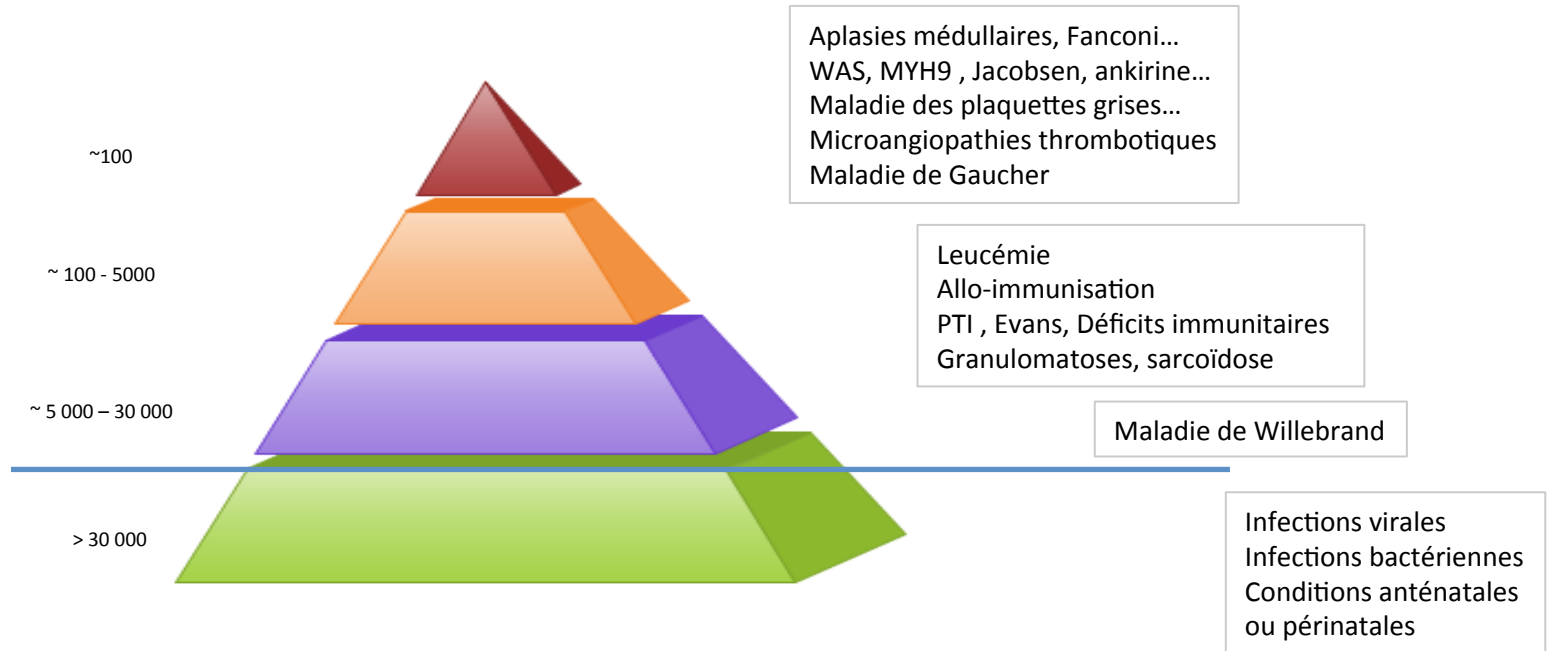 Aplasies médullaires, Fanconi...
WAS, MYH9 , Jacobsen, ankirine...
Maladie des plaquettes grises...
Microangiopathies thrombotiques
Maladie de Gaucher
~100
Leucémie
Allo-immunisation
PTI , Evans, Déficits immunitaires
Granulomatoses, sarcoïdose
~ 100 - 5000
Maladie de Willebrand
~ 5 000 – 30 000
Infections virales
Infections bactériennes
Conditions anténatales
ou périnatales
> 30 000